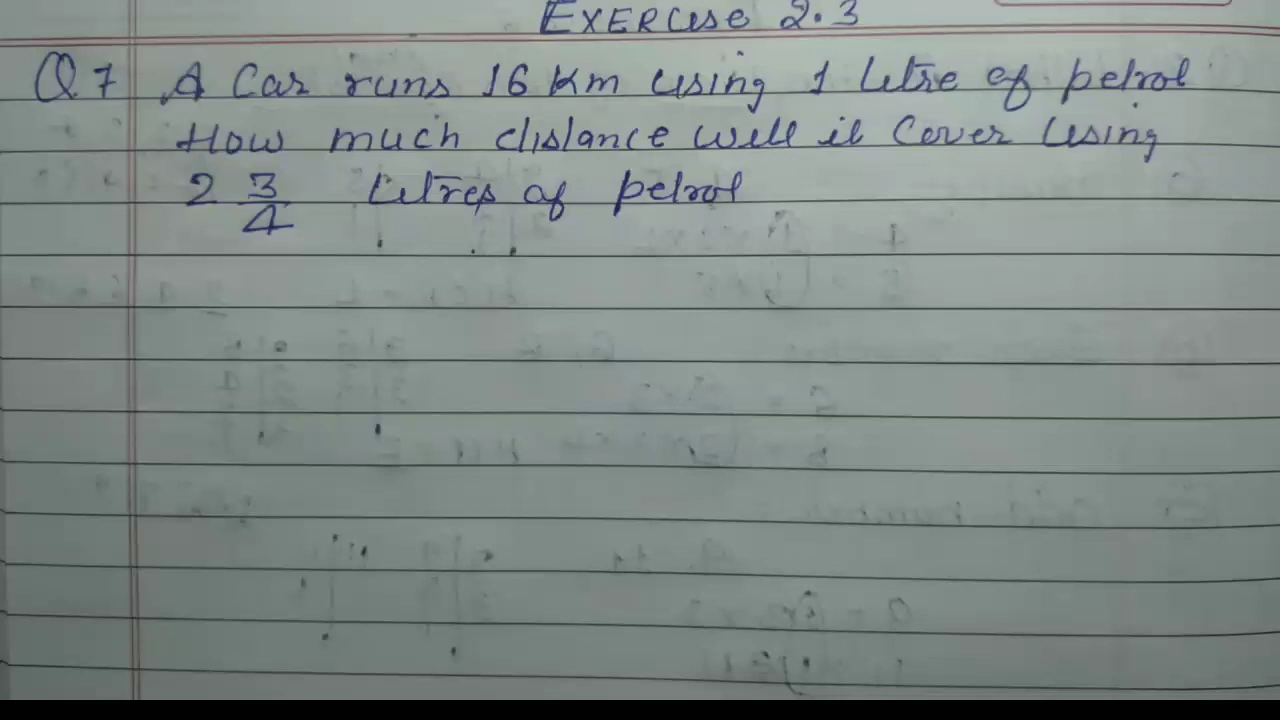 EXERCISE 2.3
Q 7 A Car runs 16 Km using 1 litre of petrol
How much distance will it cover using
2 3/4 litres of petrol